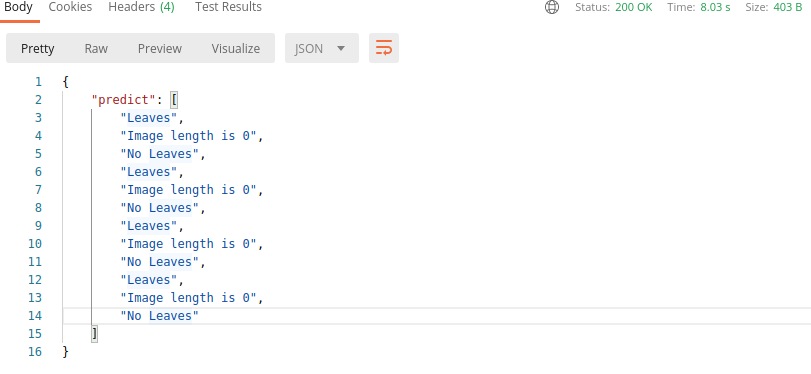 Body Cookies Headers (4) Test Results Status: 200 OK Time: 8.03 s Size: 403 B
Pretty Raw Preview Visualize JSON
1 {
2 "predict": [
3 "Leaves",
4 "Image length is 0",
5 "No Leaves",
6 "Leaves",
7 "Image length is 0",
8 "No Leaves",
9 "Leaves",
10 "Image length is 0",
11 "No Leaves",
12 "Leaves",
13 "Image length is 0",
14 "No Leaves"
15 ]
16 }